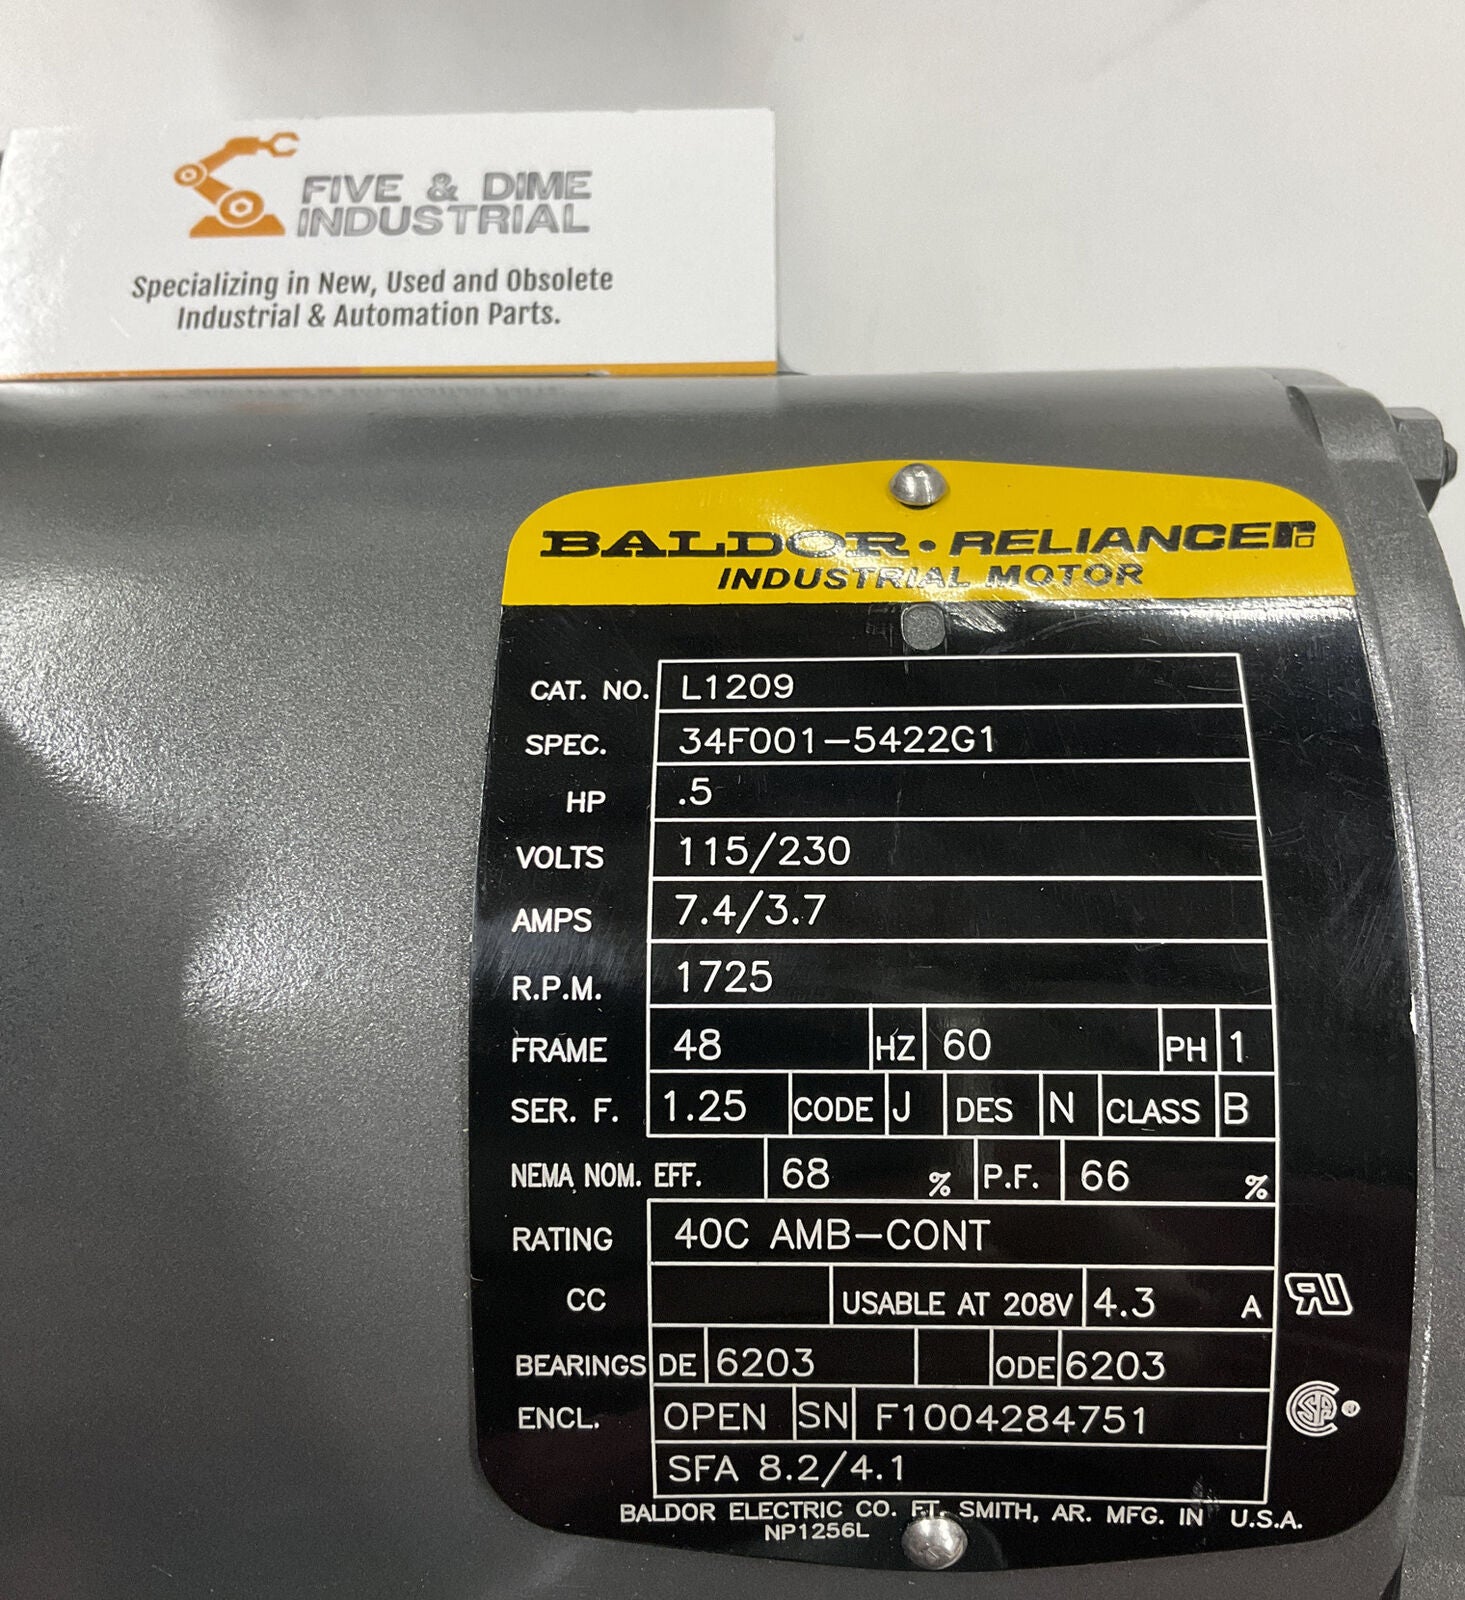 FIVE & DIME
INDUSTRIAL
Specializing in New, Used and Obsolete
Industrial & Automation Parts.
BALDOR • RELIANCE
INDUSTRIAL MOTOR
CAT. NO. L1209
SPEC. 34F001-5422G1
HP .5
VOLTS 115/230
AMPS 7.4/3.7
R.P.M. 1725
FRAME 48 HZ 60 PH 1
SER. F. 1.25 CODE J DES N CLASS B
NEMA NOM. EFF. 68 % P.F. 66 %
RATING 40C AMB-CONT
CC USABLE AT 208V 4.3 A
BEARINGS DE 6203 ODE 6203
ENCL. OPEN SN F1004284751
SFA 8.2/4.1
BALDOR ELECTRIC CO. FT. SMITH, AR. MFG. IN U.S.A.
NP1256L